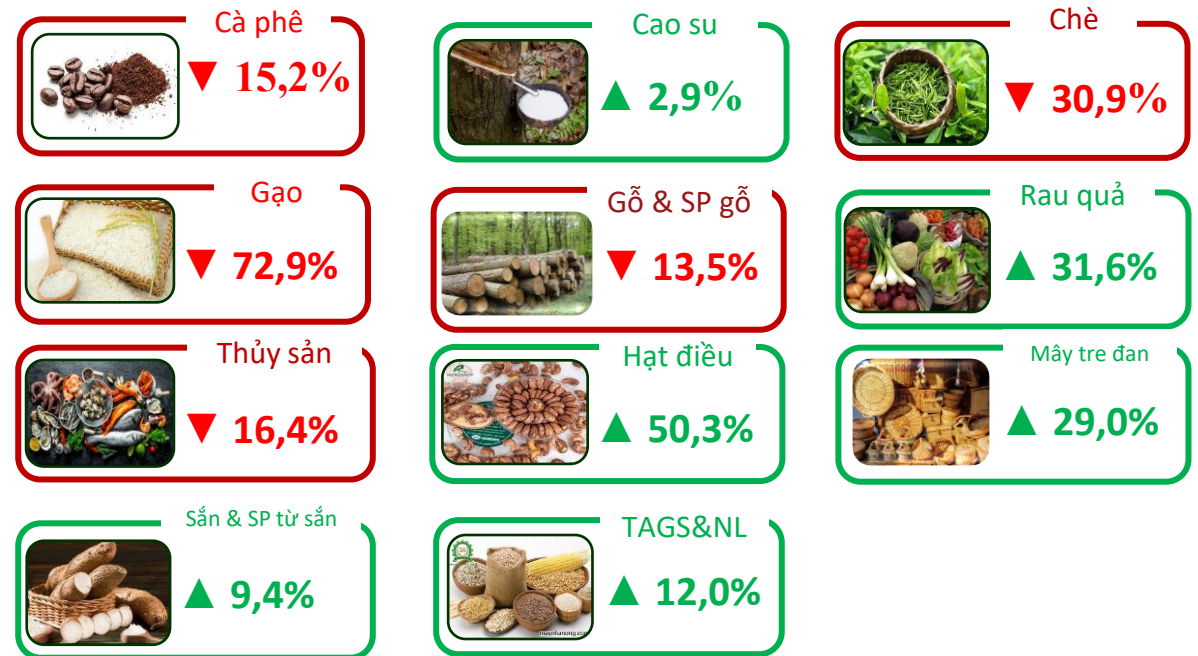 Cà phê
▼ 15,2%
Cao su
▲ 2,9%
Chè
▼ 30,9%
Gạo
▼ 72,9%
Gỗ & SP gỗ
▼ 13,5%
Rau quả
▲ 31,6%
Thủy sản
▼ 16,4%
Hạt điều
▲ 50,3%
Mây tre đan
▲ 29,0%
Sắn & SP từ sắn
▲ 9,4%
TAGS&NL
▲ 12,0%